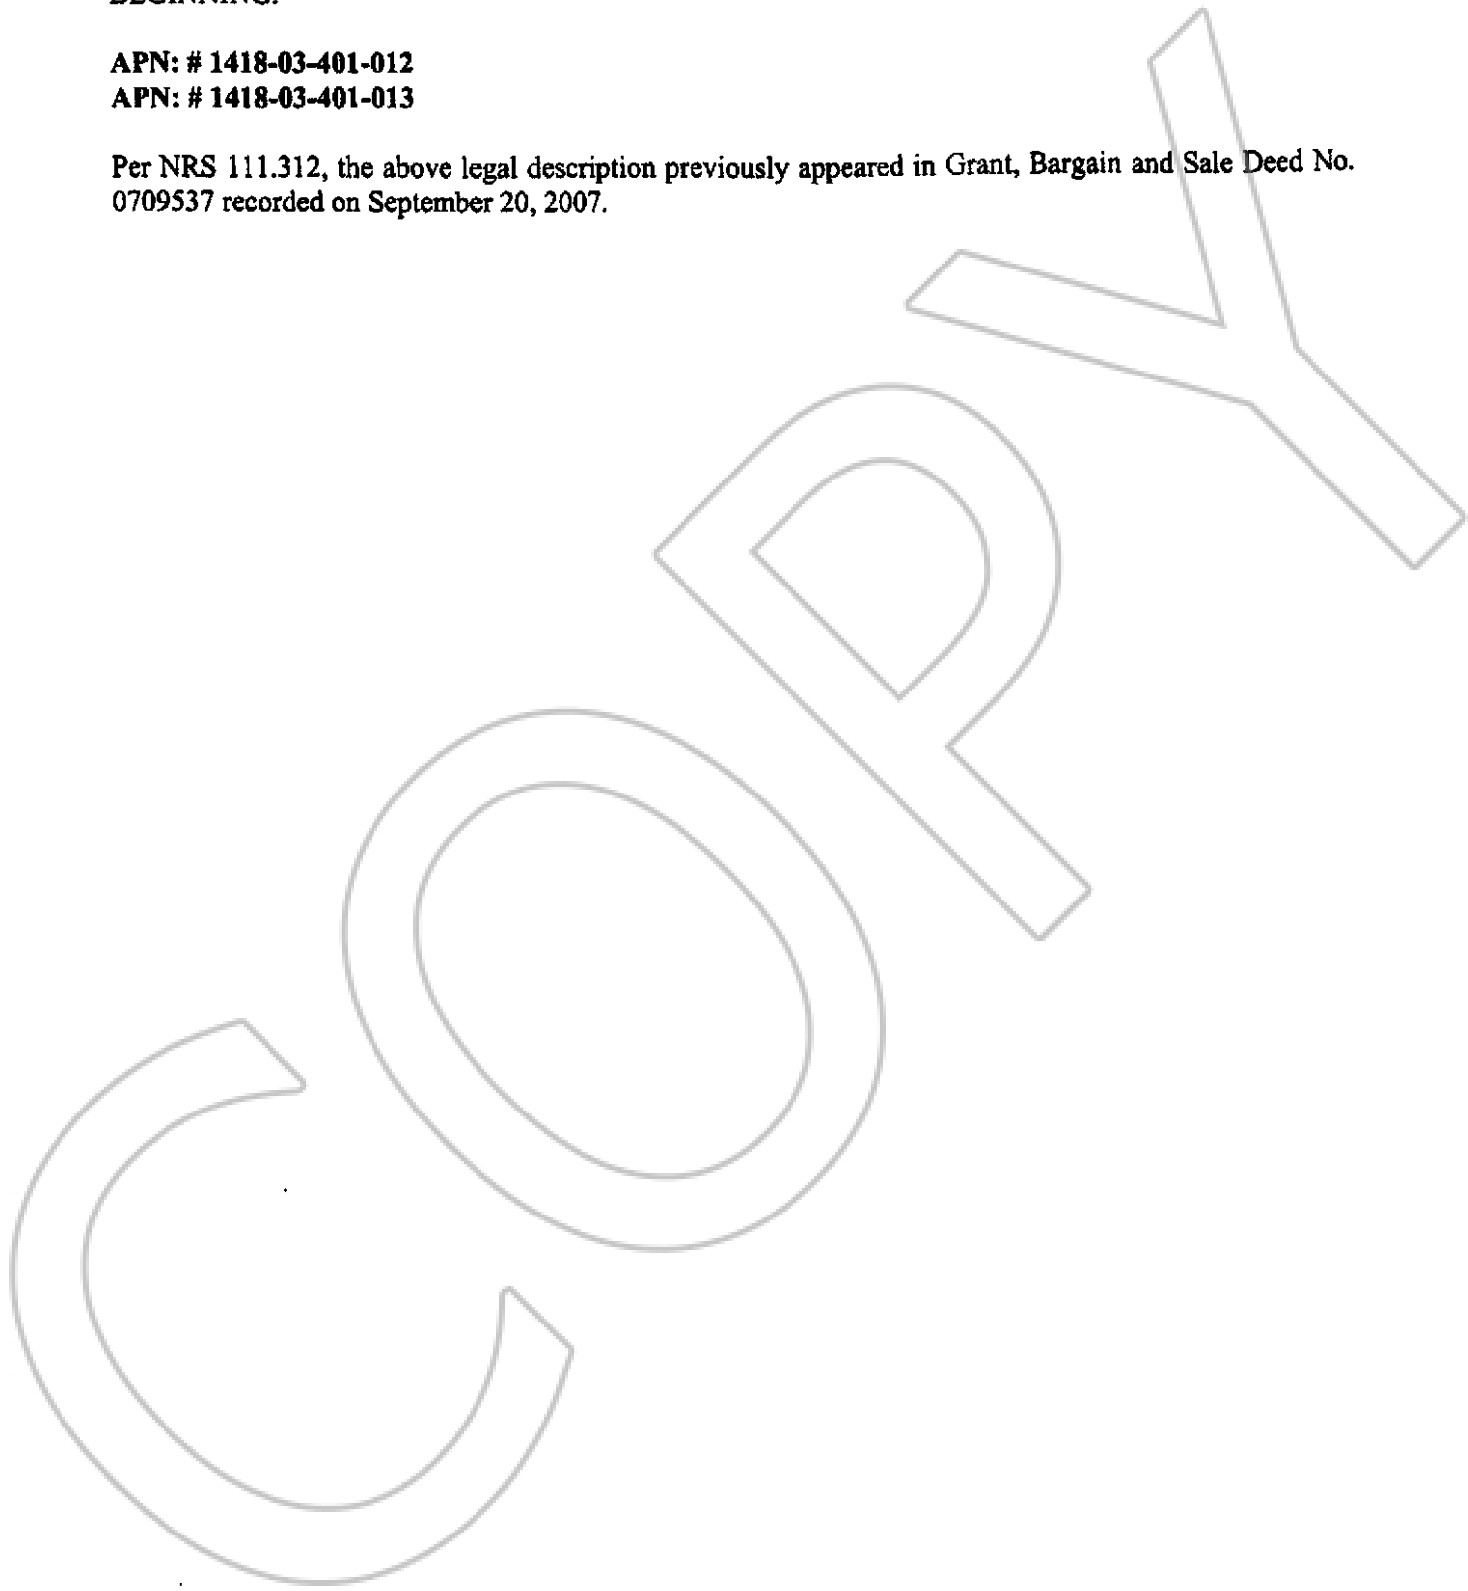 BEGINNING.
APN: # 1418-03-401-012
APN: # 1418-03-401-013
Per NRS 111.312, the above legal description previously appeared in Grant, Bargain and Sale Deed No.
0709537 recorded on September 20, 2007.
COPY